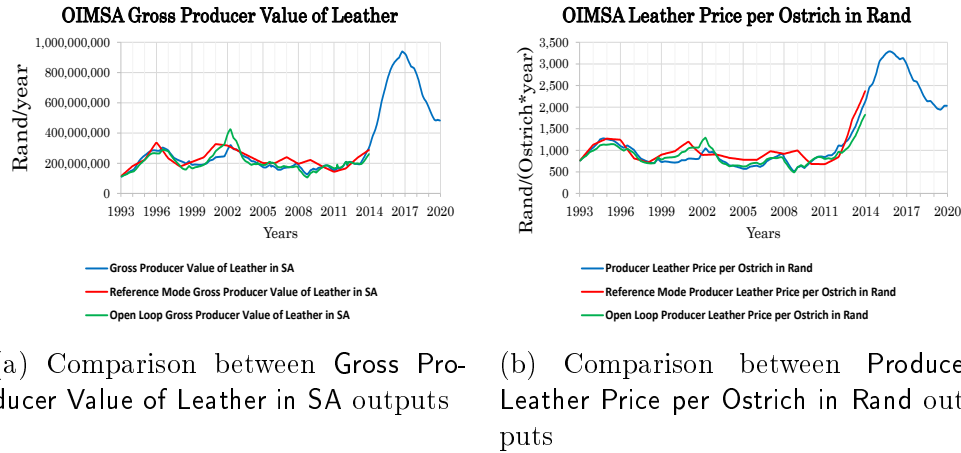 OIMSA Gross Producer Value of Leather
Rand/year
1,000,000,000
800,000,000
600,000,000
400,000,000
200,000,000
0
1993 1996 1999 2002 2005 2008 2011 2014 2017 2020
Years
Gross Producer Value of Leather in SA
Reference Mode Gross Producer Value of Leather in SA
Open Loop Gross Producer Value of Leather in SA
(a) Comparison between Gross Pro-
ducer Value of Leather in SA outputs
OIMSA Leather Price per Ostrich in Rand
Rand/(Ostrich*year)
3,500
3,000
2,500
2,000
1,500
1,000
500
0
1993 1996 1999 2002 2005 2008 2011 2014 2017 2020
Years
Producer Leather Price per Ostrich in Rand
Reference Mode Producer Leather Price per Ostrich in Rand
Open Loop Producer Leather Price per Ostrich in Rand
(b) Comparison between Produce
Leather Price per Ostrich in Rand out
puts